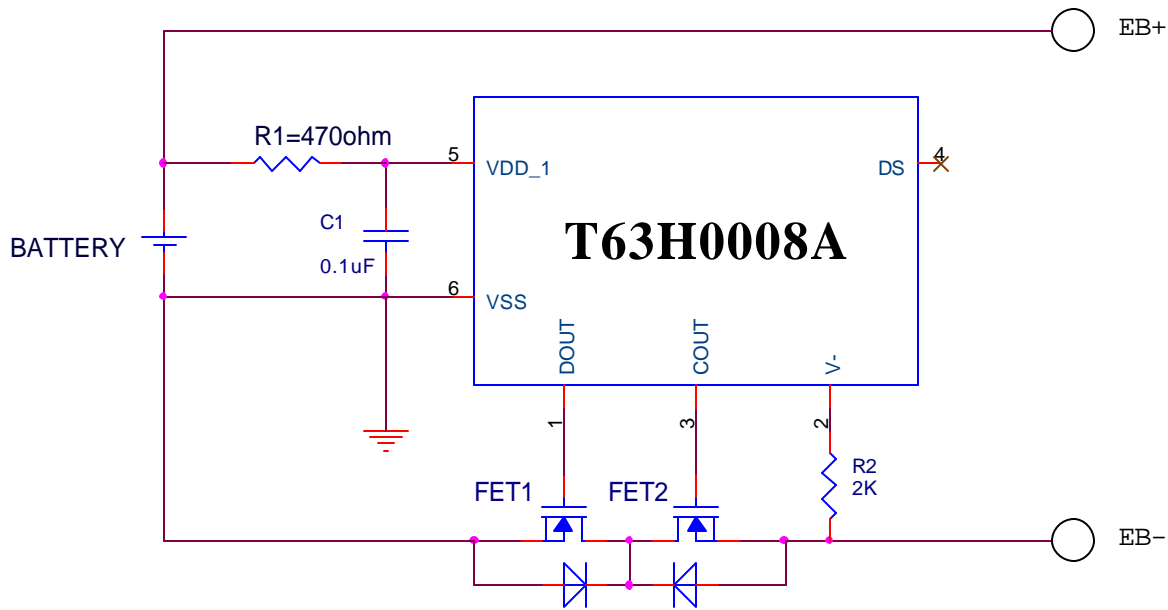 EB+
R1=470ohm
5
VDD_1
4
DS
C1
T63H0008A
BATTERY
0.1uF
6
VSS
DOUT
COUT
V-
1
3
2
R2
2K
FET1
FET2
EB-